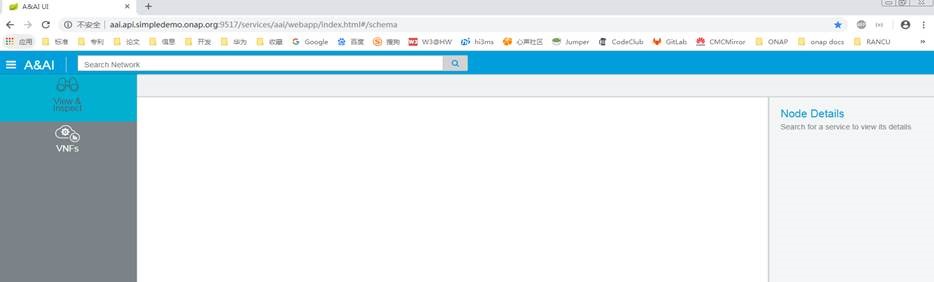 A&AI UI
不安全 | aai.api.simpledemo.onap.org:9517/services/aai/webapp/index.html#/schema
应用 标准 专利 论文 信息 开发 华为 收藏 Google 百度 搜狗 W3@HW hi3ms 心声社区 Jumper CodeClub GitLab CMCMirror ONAP onap docs RANCU »
A&AI Search Network
View &
Inspect
VNFs
Node Details
Search for a service to view its details